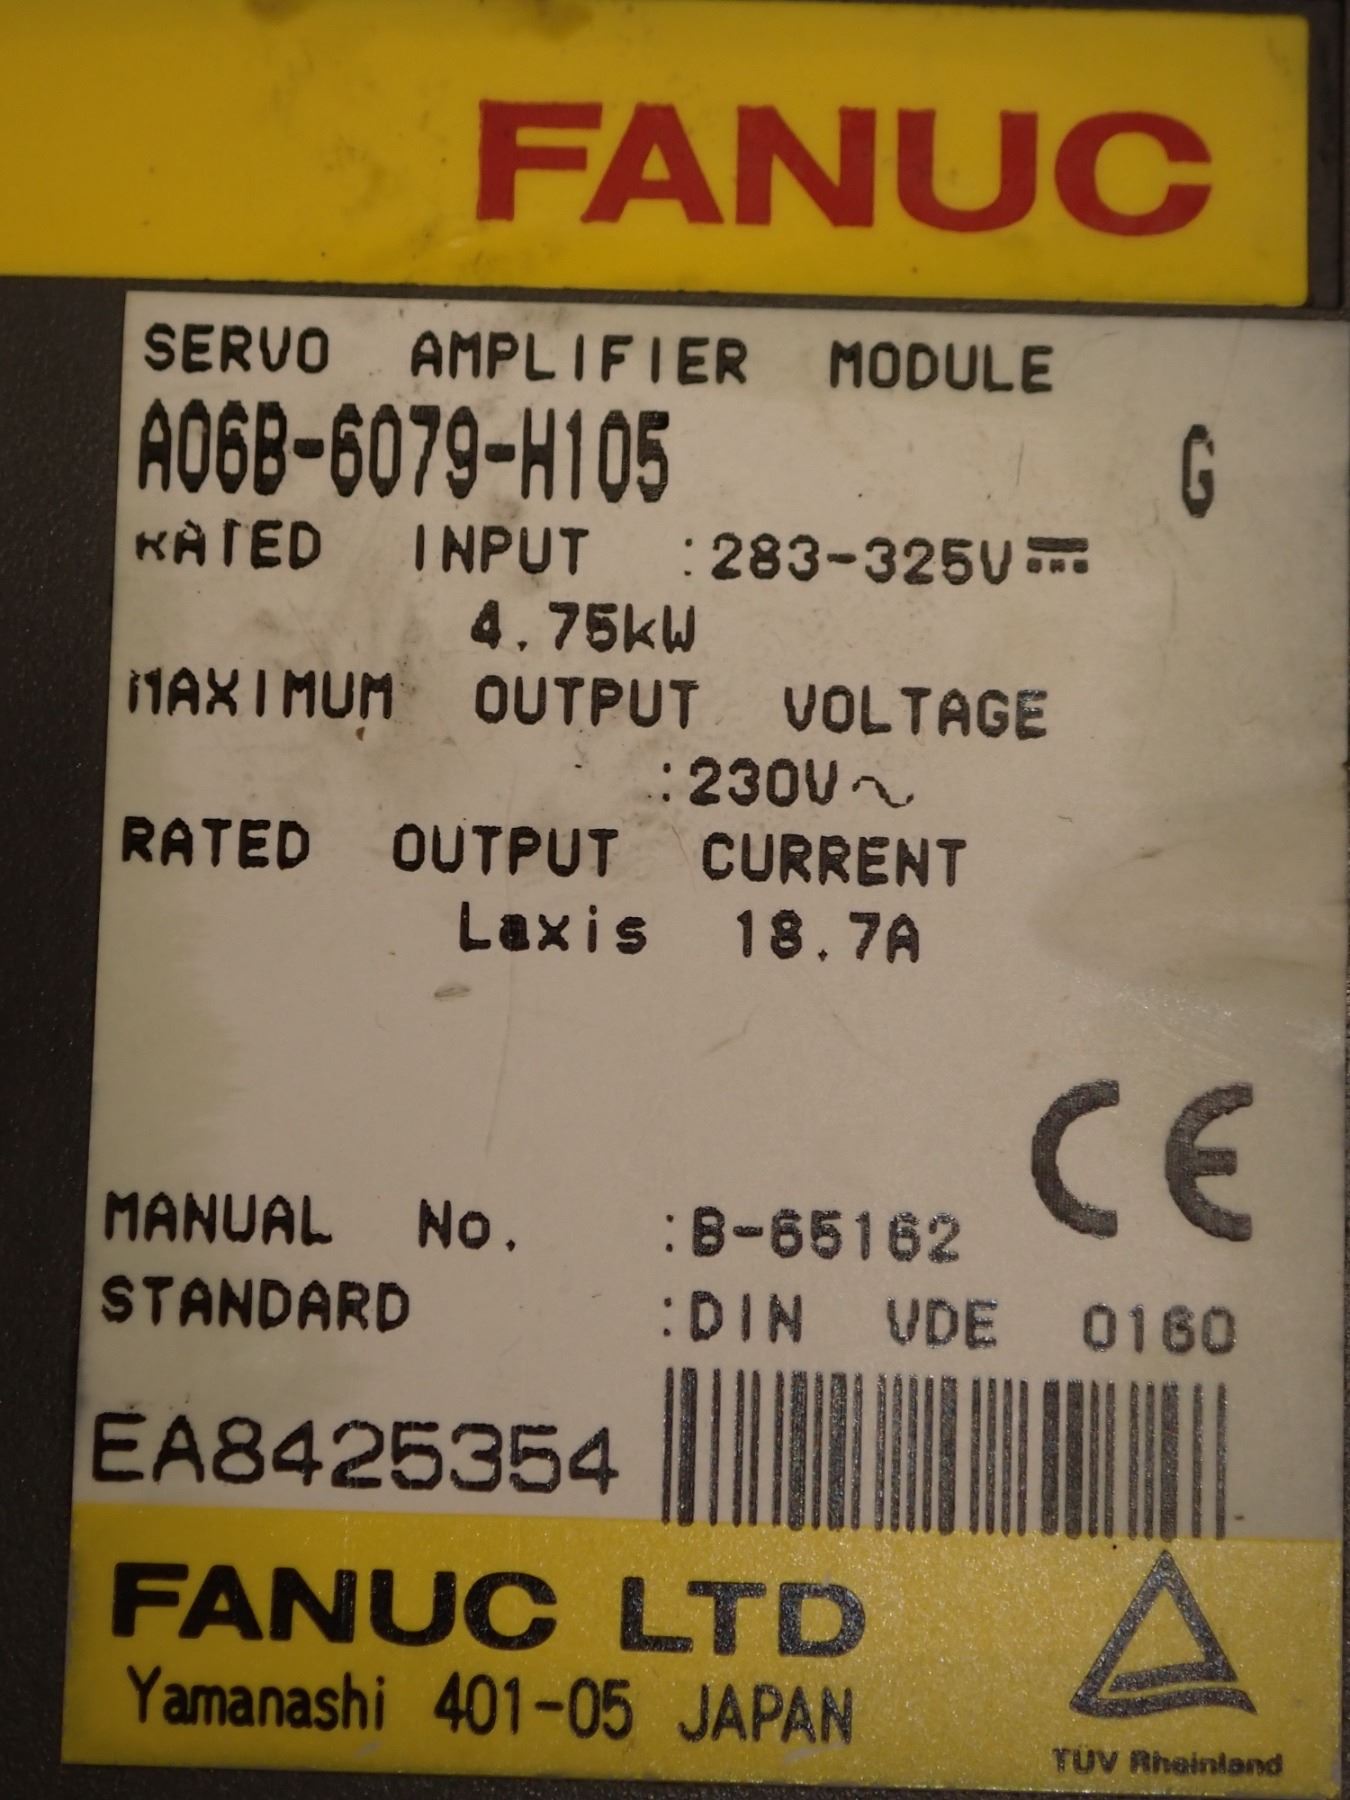 FANUC
SERVO AMPLIFIER MODULE
A06B-6079-H105 G
RATED INPUT :283-325V⎓
4.75kW
MAXIMUM OUTPUT VOLTAGE
:230V~
RATED OUTPUT CURRENT
Laxis 18.7A
CE
MANUAL No. :B-65162
STANDARD :DIN VDE 0160
EA8425354
FANUC LTD
Yamanashi 401-05 JAPAN
TÜV Rheinland